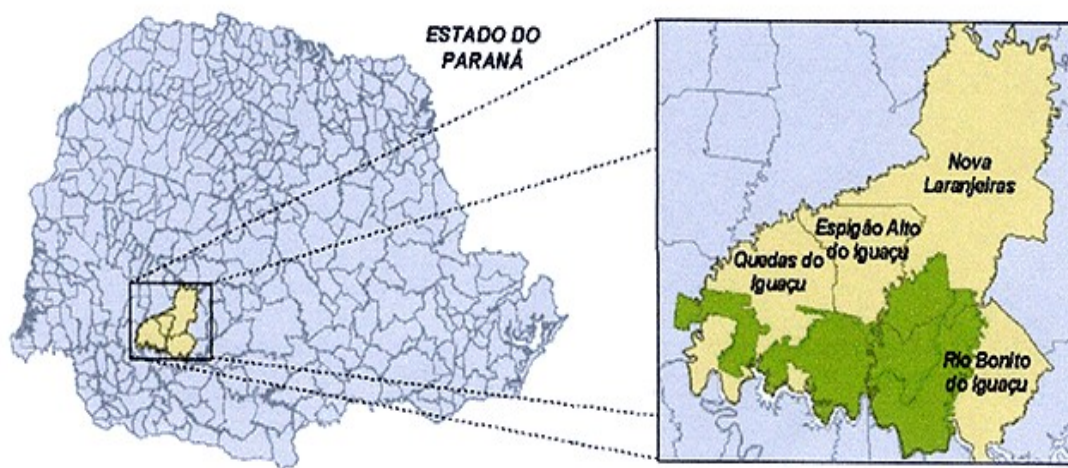 ESTADO DO
PARANÁ
Nova
Laranjeiras
Espigão Alto
do Iguaçu
Quedas do
Iguaçu
Rio Bonito
do Iguaçu